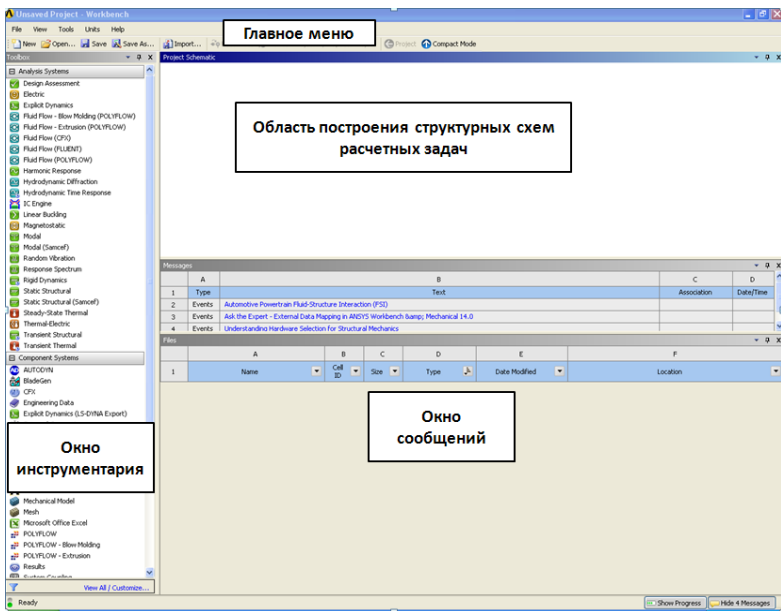 Unsaved Project - Workbench
File View Tools Units Help
New Open... Save Save As... Import... Project Compact Mode
Главное меню
Toolbox
Project Schematic
Analysis Systems
Design Assessment
Electric
Explicit Dynamics
Fluid Flow - Blow Molding (POLYFLOW)
Fluid Flow - Extrusion (POLYFLOW)
Fluid Flow (CFX)
Fluid Flow (FLUENT)
Fluid Flow (POLYFLOW)
Harmonic Response
Hydrodynamic Diffraction
Hydrodynamic Time Response
IC Engine
Linear Buckling
Magnetostatic
Modal
Modal (Samcef)
Random Vibration
Response Spectrum
Rigid Dynamics
Static Structural
Static Structural (Samcef)
Steady-State Thermal
Thermal-Electric
Transient Structural
Transient Thermal
Component Systems
AUTODYN
BladeGen
CFX
Engineering Data
Explicit Dynamics (LS-DYNA Export)
Окно
инструментария
Mechanical Model
Mesh
Microsoft Office Excel
POLYFLOW
POLYFLOW - Blow Molding
POLYFLOW - Extrusion
Results
System Coupling
View All / Customize...
Область построения структурных схем
расчетных задач
Messages
A B C D
1 Type Text Association Date/Time
2 Events Automotive Powertrain Fluid-Structure Interaction (FSI)
3 Events Ask the Expert - External Data Mapping in ANSYS Workbench &amp; Mechanical 14.0
4 Events Understanding Hardware Selection for Structural Mechanics
Files
A B C D E F
1 Name Cell ID Size Type Date Modified Location
Окно
сообщений
Ready
Show Progress Hide 4 Messages